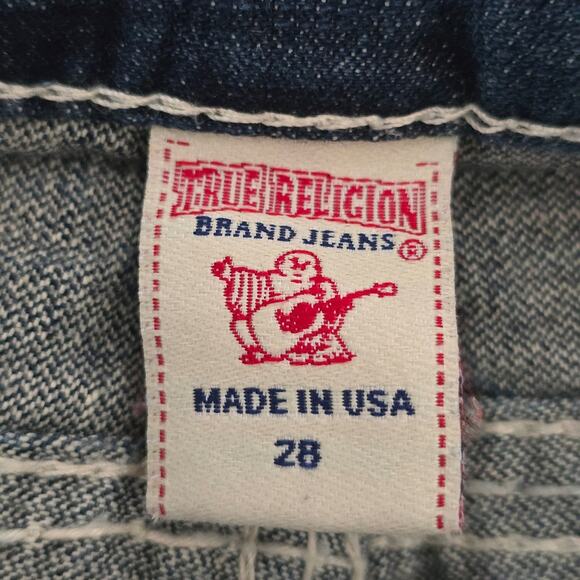 TRUE RELIGION
BRAND JEANS ®
MADE IN USA
28